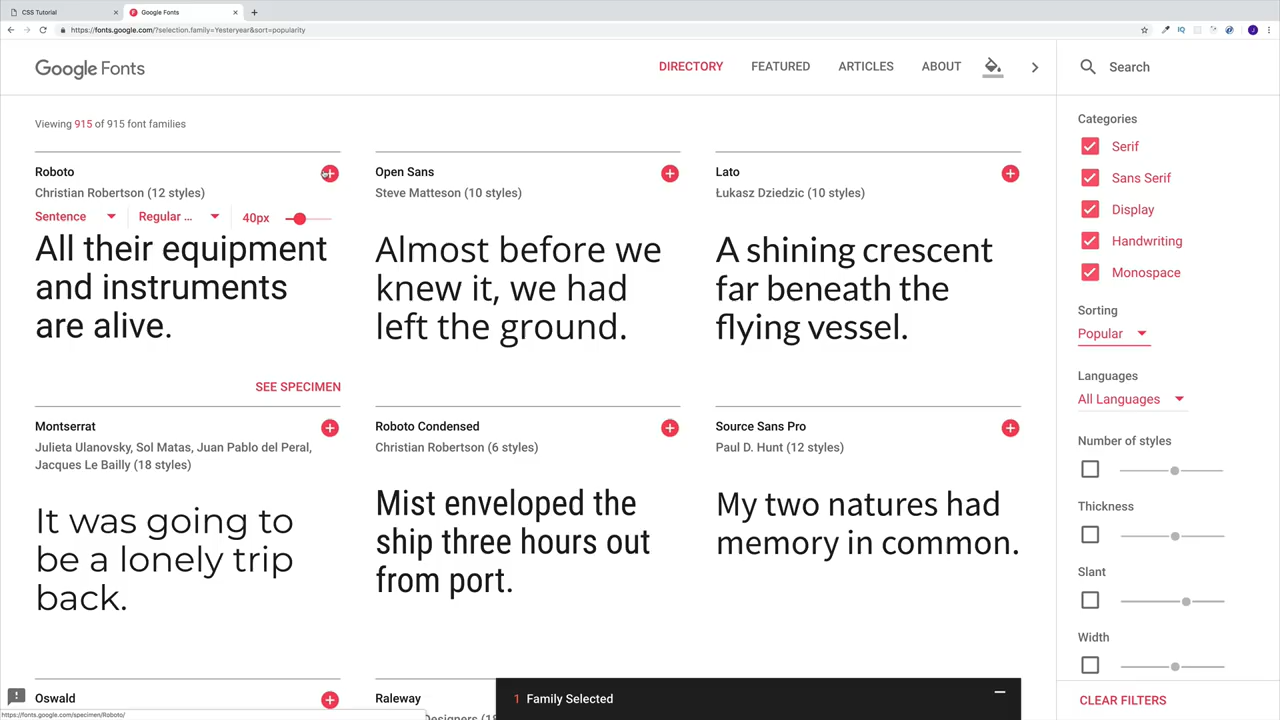 CSS Tutorial
Google Fonts
https://fonts.google.com/?selection.family=Yesteryear&sort=popularity
Google Fonts
DIRECTORY FEATURED ARTICLES ABOUT
Search
Viewing 915 of 915 font families
Roboto
Christian Robertson (12 styles)
Sentence Regular ... 40px
All their equipment
and instruments
are alive.
SEE SPECIMEN
Open Sans
Steve Matteson (10 styles)
Almost before we
knew it, we had
left the ground.
Lato
Łukasz Dziedzic (10 styles)
A shining crescent
far beneath the
flying vessel.
Montserrat
Julieta Ulanovsky, Sol Matas, Juan Pablo del Peral,
Jacques Le Bailly (18 styles)
It was going to
be a lonely trip
back.
Roboto Condensed
Christian Robertson (6 styles)
Mist enveloped the
ship three hours out
from port.
Source Sans Pro
Paul D. Hunt (12 styles)
My two natures had
memory in common.
Oswald
Raleway
1 Family Selected
https://fonts.google.com/specimen/Roboto/
Categories
Serif
Sans Serif
Display
Handwriting
Monospace
Sorting
Popular
Languages
All Languages
Number of styles
Thickness
Slant
Width
CLEAR FILTERS